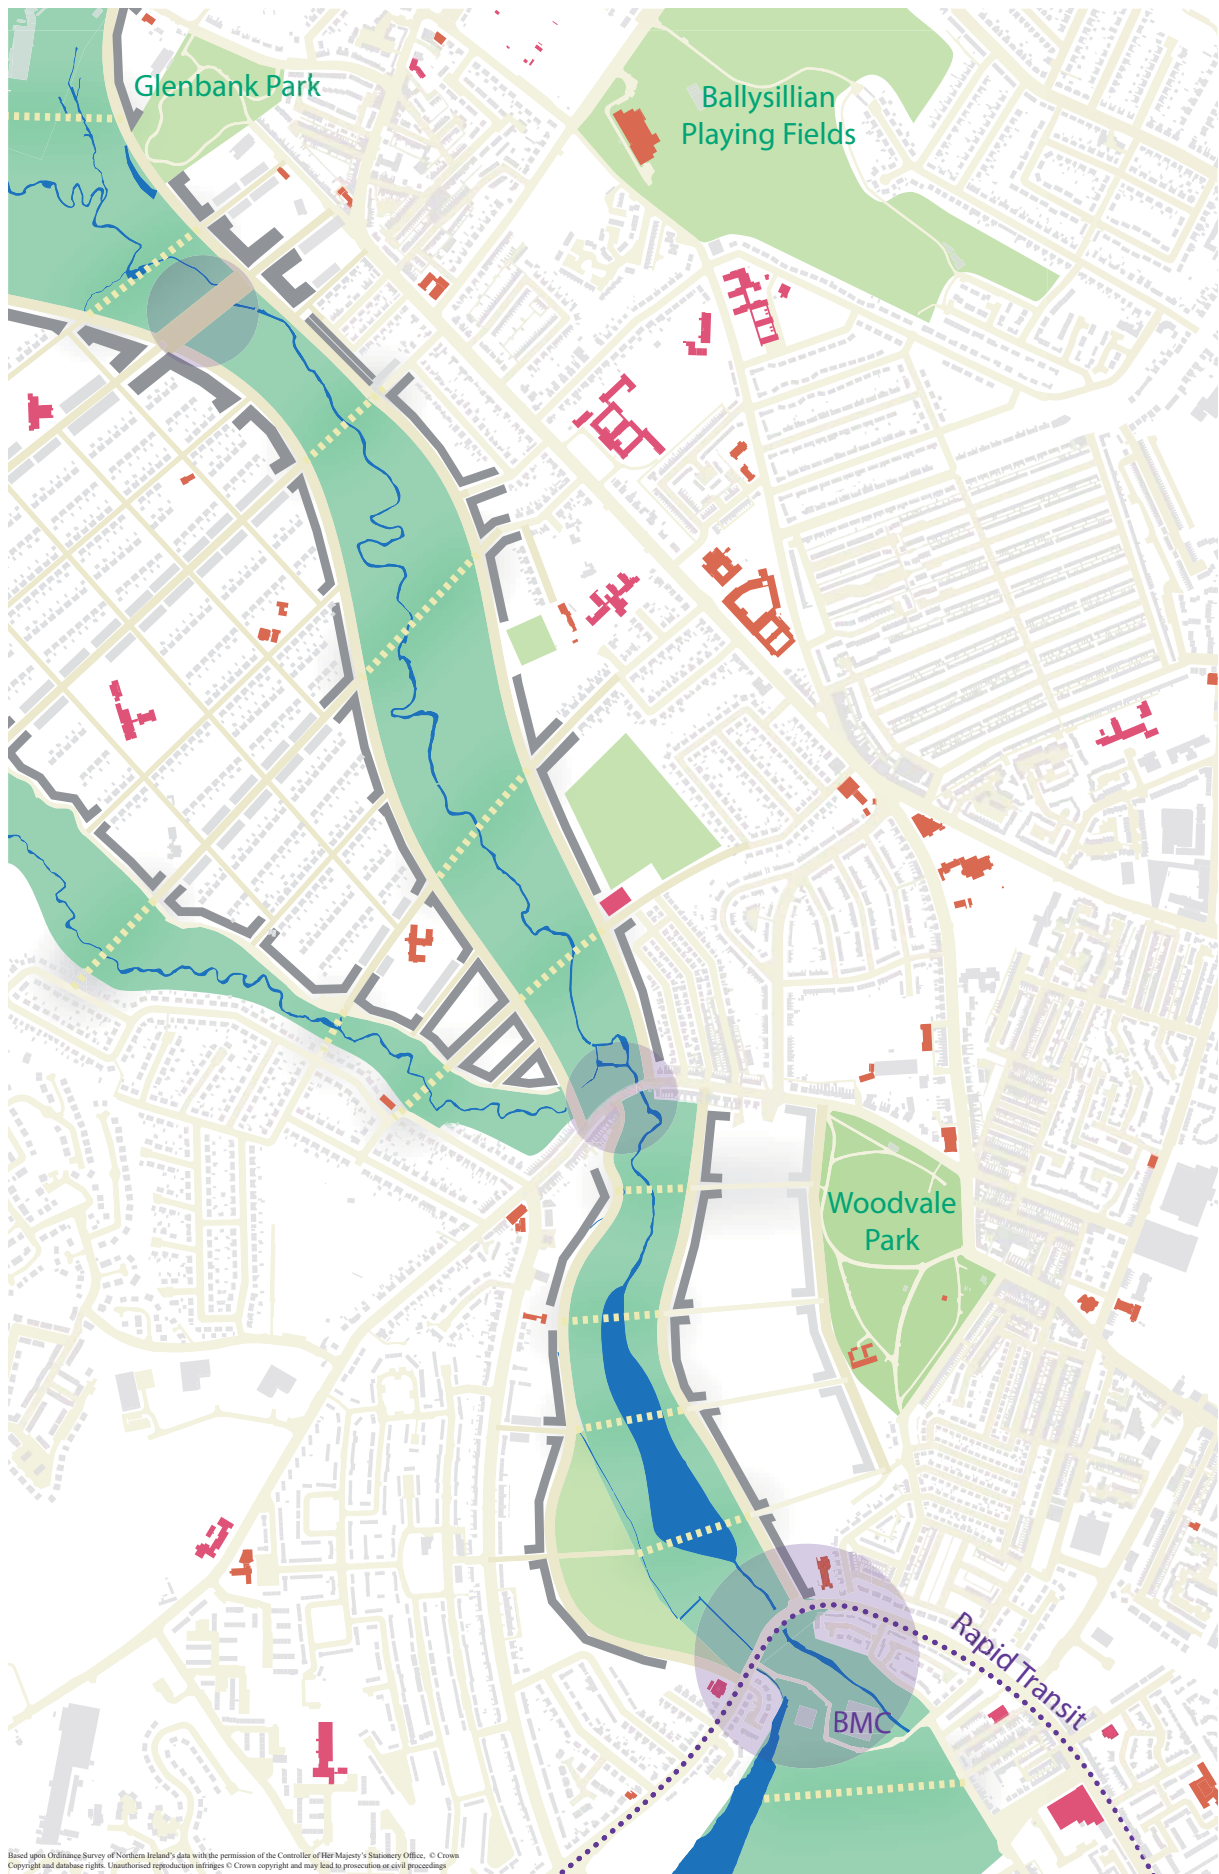 Glenbank Park
Ballysillian
Playing Fields
Woodvale
Park
Rapid Transit
BMC
Based upon Ordinance Survey of Northern Ireland's data with the permission of the Controller of Her Majesty's Stationery Office, © Crown
Copyright and database rights. Unauthorised reproduction infringes © Crown copyright and may lead to prosecution or civil proceedings